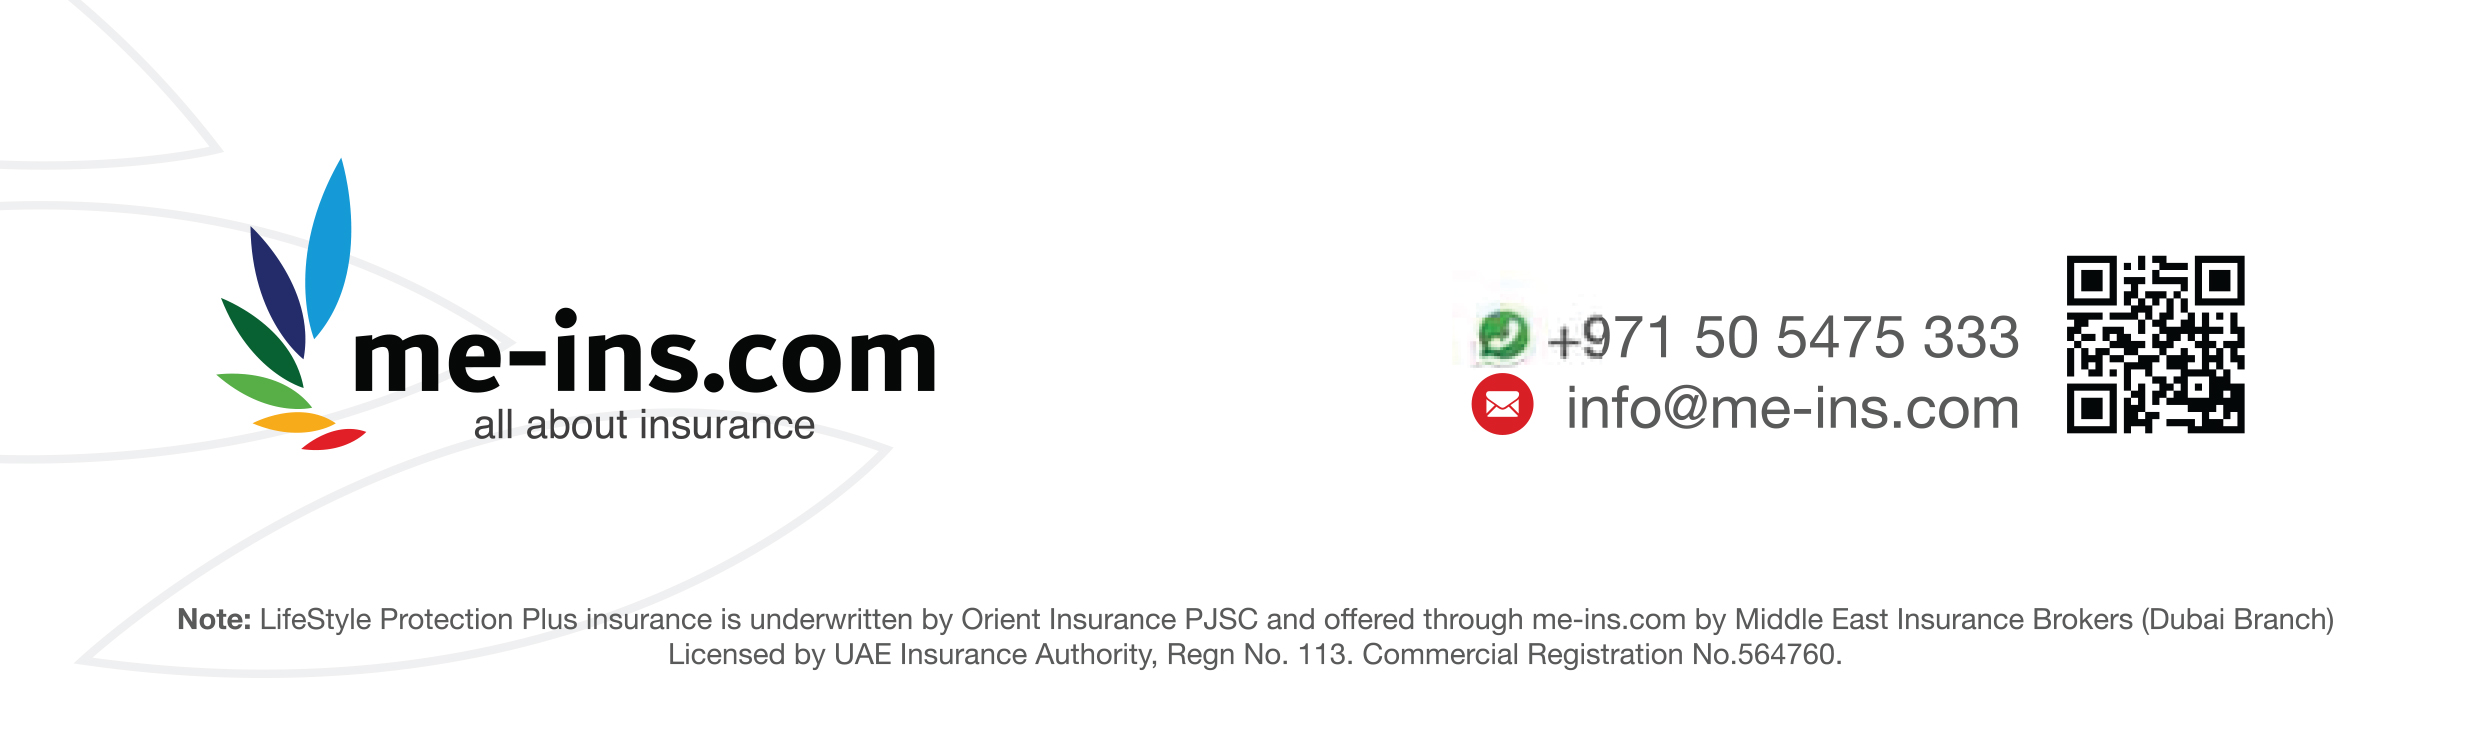 me-ins.com
all about insurance
+971 50 5475 333
info@me-ins.com
Note: LifeStyle Protection Plus insurance is underwritten by Orient Insurance PJSC and offered through me-ins.com by Middle East Insurance Brokers (Dubai Branch)
Licensed by UAE Insurance Authority, Regn No. 113. Commercial Registration No.564760.